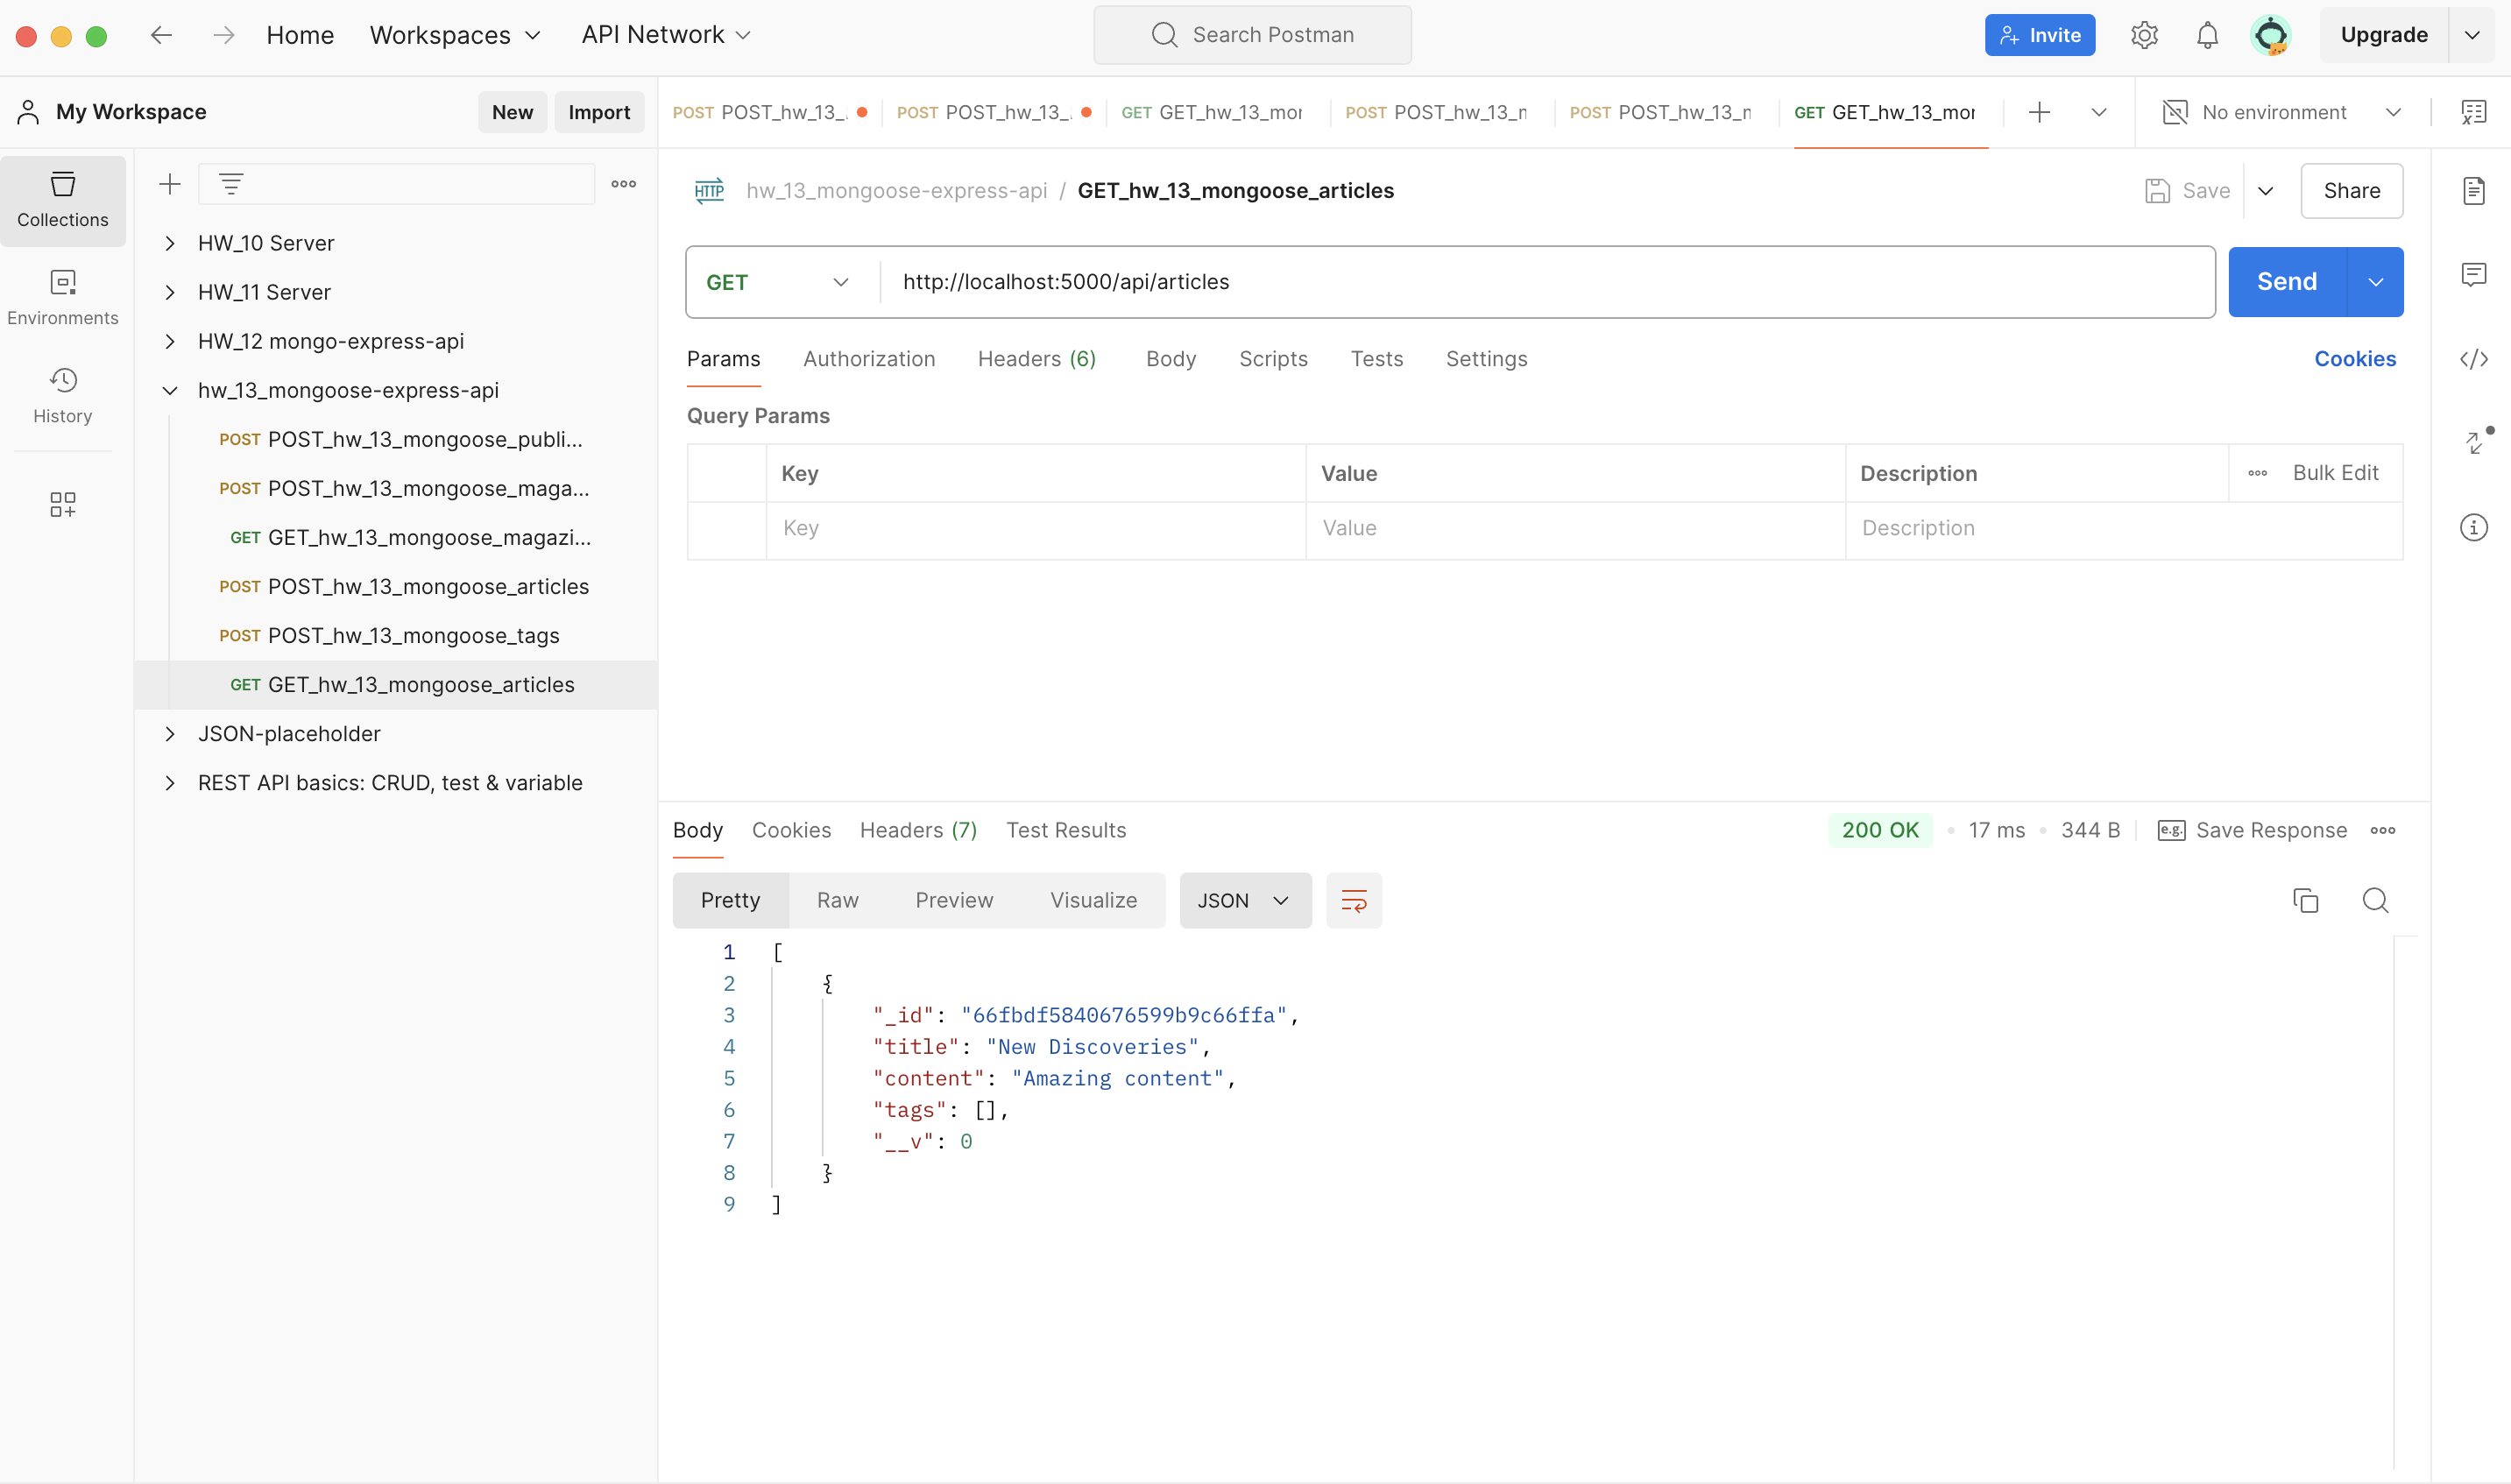 Home Workspaces API Network Search Postman Invite Upgrade
My Workspace New Import
POST POST_hw_13_. POST POST_hw_13_. GET GET_hw_13_mor POST POST_hw_13_n POST POST_hw_13_n GET GET_hw_13_mor No environment
Collections
Environments
History
HW_10 Server
HW_11 Server
HW_12 mongo-express-api
hw_13_mongoose-express-api
POST POST_hw_13_mongoose_publi...
POST POST_hw_13_mongoose_maga...
GET GET_hw_13_mongoose_magazi...
POST POST_hw_13_mongoose_articles
POST POST_hw_13_mongoose_tags
GET GET_hw_13_mongoose_articles
JSON-placeholder
REST API basics: CRUD, test & variable
HTTP hw_13_mongoose-express-api / GET_hw_13_mongoose_articles Save Share
GET http://localhost:5000/api/articles Send
Params Authorization Headers (6) Body Scripts Tests Settings Cookies
Query Params
Key Value Description Bulk Edit
Key Value Description
Body Cookies Headers (7) Test Results 200 OK 17 ms 344 B e.g. Save Response
Pretty Raw Preview Visualize JSON
1 [
2 {
3 "_id": "66fbdf5840676599b9c66ffa",
4 "title": "New Discoveries",
5 "content": "Amazing content",
6 "tags": [],
7 "__v": 0
8 }
9 ]